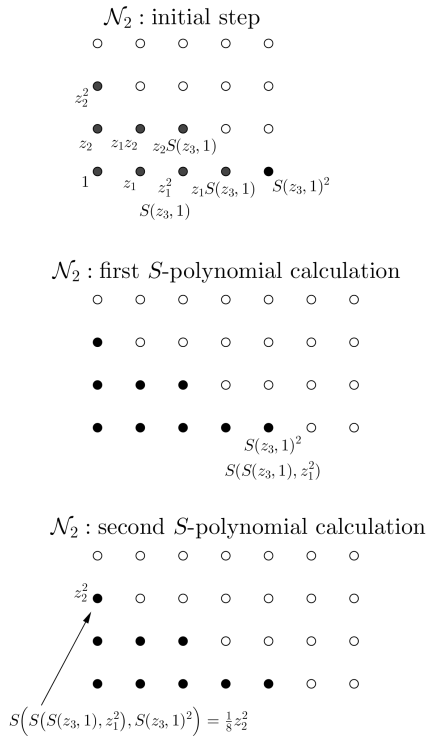 𝒩₂ : initial step
z₂²
z₂ z₁z₂ z₂S(z₃, 1)
1 z₁ z₁² z₁S(z₃, 1) S(z₃, 1)²
S(z₃, 1)
𝒩₂ : first S-polynomial calculation
S(z₃, 1)²
S(S(z₃, 1), z₁²)
𝒩₂ : second S-polynomial calculation
z₂²
S(S(S(z₃, 1), z₁²), S(z₃, 1)²) = ⅛z₂²